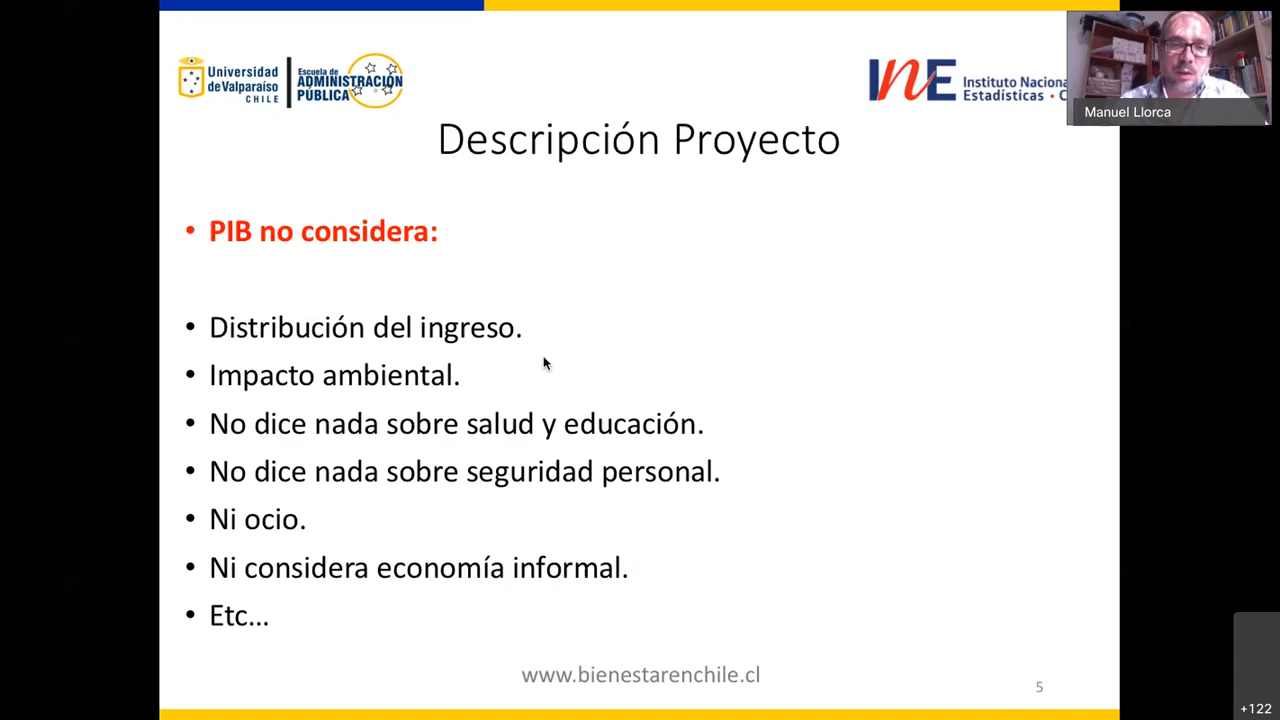 Universidad
de Valparaíso
CHILE
Escuela de
ADMINISTRACIÓN
PÚBLICA
INE
Instituto Naciona
Estadísticas • C
Manuel Llorca
Descripción Proyecto
• PIB no considera:
• Distribución del ingreso.
• Impacto ambiental.
• No dice nada sobre salud y educación.
• No dice nada sobre seguridad personal.
• Ni ocio.
• Ni considera economía informal.
• Etc...
www.bienestarenchile.cl
5
+122